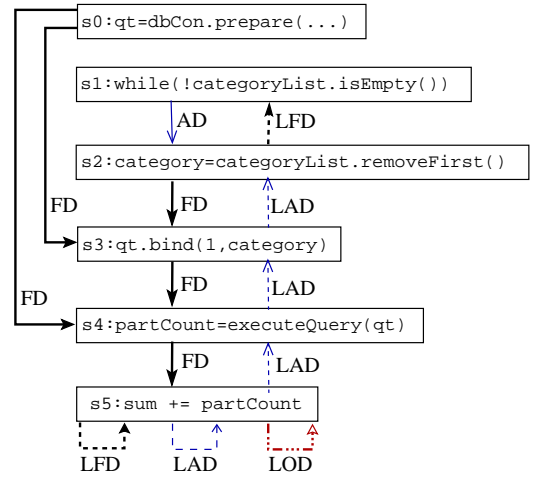 s0:qt=dbCon.prepare(...)
s1:while(!categoryList.isEmpty())
AD
LFD
s2:category=categoryList.removeFirst()
FD
FD
LAD
s3:qt.bind(1,category)
FD
FD
LAD
s4:partCount=executeQuery(qt)
FD
LAD
s5:sum += partCount
LFD
LAD
LOD